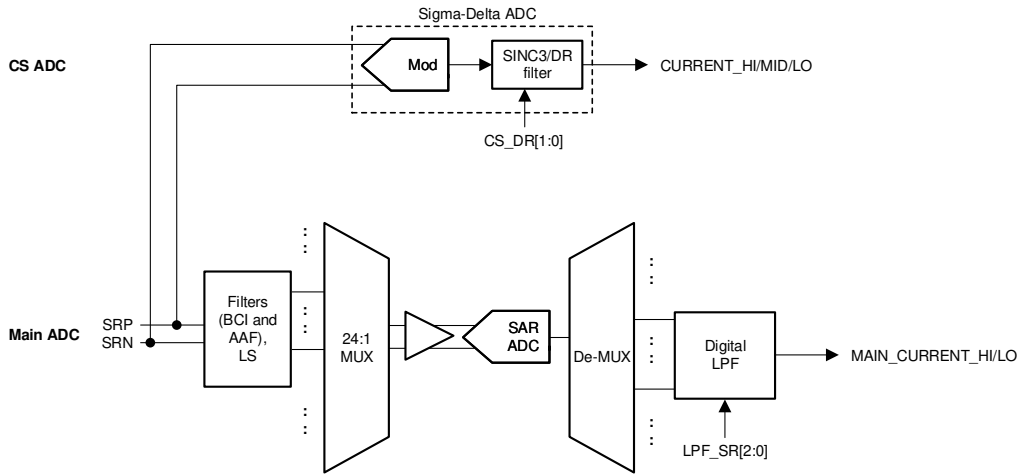 Sigma-Delta ADC
CS ADC
Mod
SINC3/DR
filter
CURRENT_HI/MID/LO
CS_DR[1:0]
Main ADC
SRP
SRN
Filters
(BCI and
AAF),
LS
24:1
MUX
SAR
ADC
De-MUX
Digital
LPF
MAIN_CURRENT_HI/LO
LPF_SR[2:0]